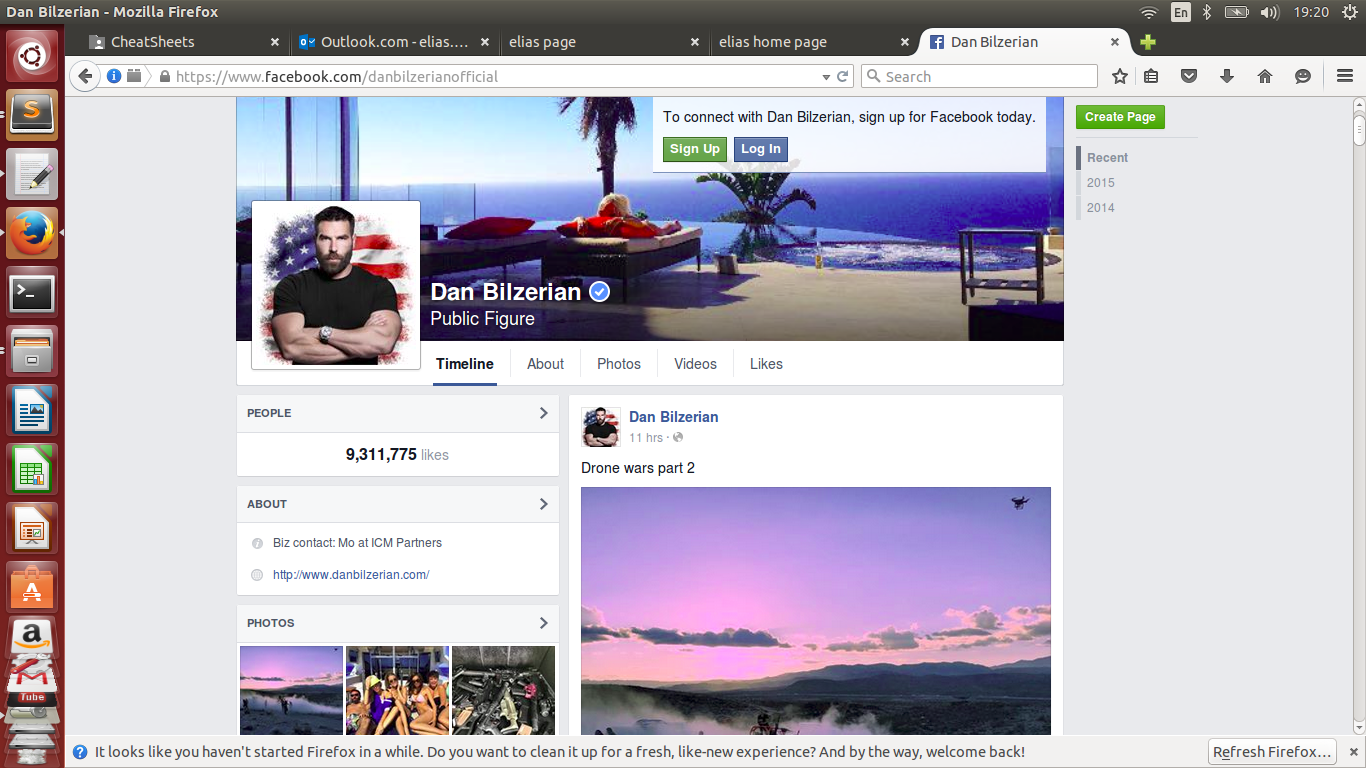 Dan Bilzerian - Mozilla Firefox
En
19:20
CheatSheets
Outlook.com - elias....
elias page
elias home page
Dan Bilzerian
https://www.facebook.com/danbilzerianofficial
Search
To connect with Dan Bilzerian, sign up for Facebook today.
Sign Up
Log In
Create Page
Recent
2015
2014
Dan Bilzerian
Public Figure
Timeline
About
Photos
Videos
Likes
PEOPLE
9,311,775 likes
ABOUT
Biz contact: Mo at ICM Partners
http://www.danbilzerian.com/
PHOTOS
Dan Bilzerian
11 hrs ·
Drone wars part 2
Tube
It looks like you haven't started Firefox in a while. Do you want to clean it up for a fresh, like-new experience? And by the way, welcome back!
Refresh Firefox...